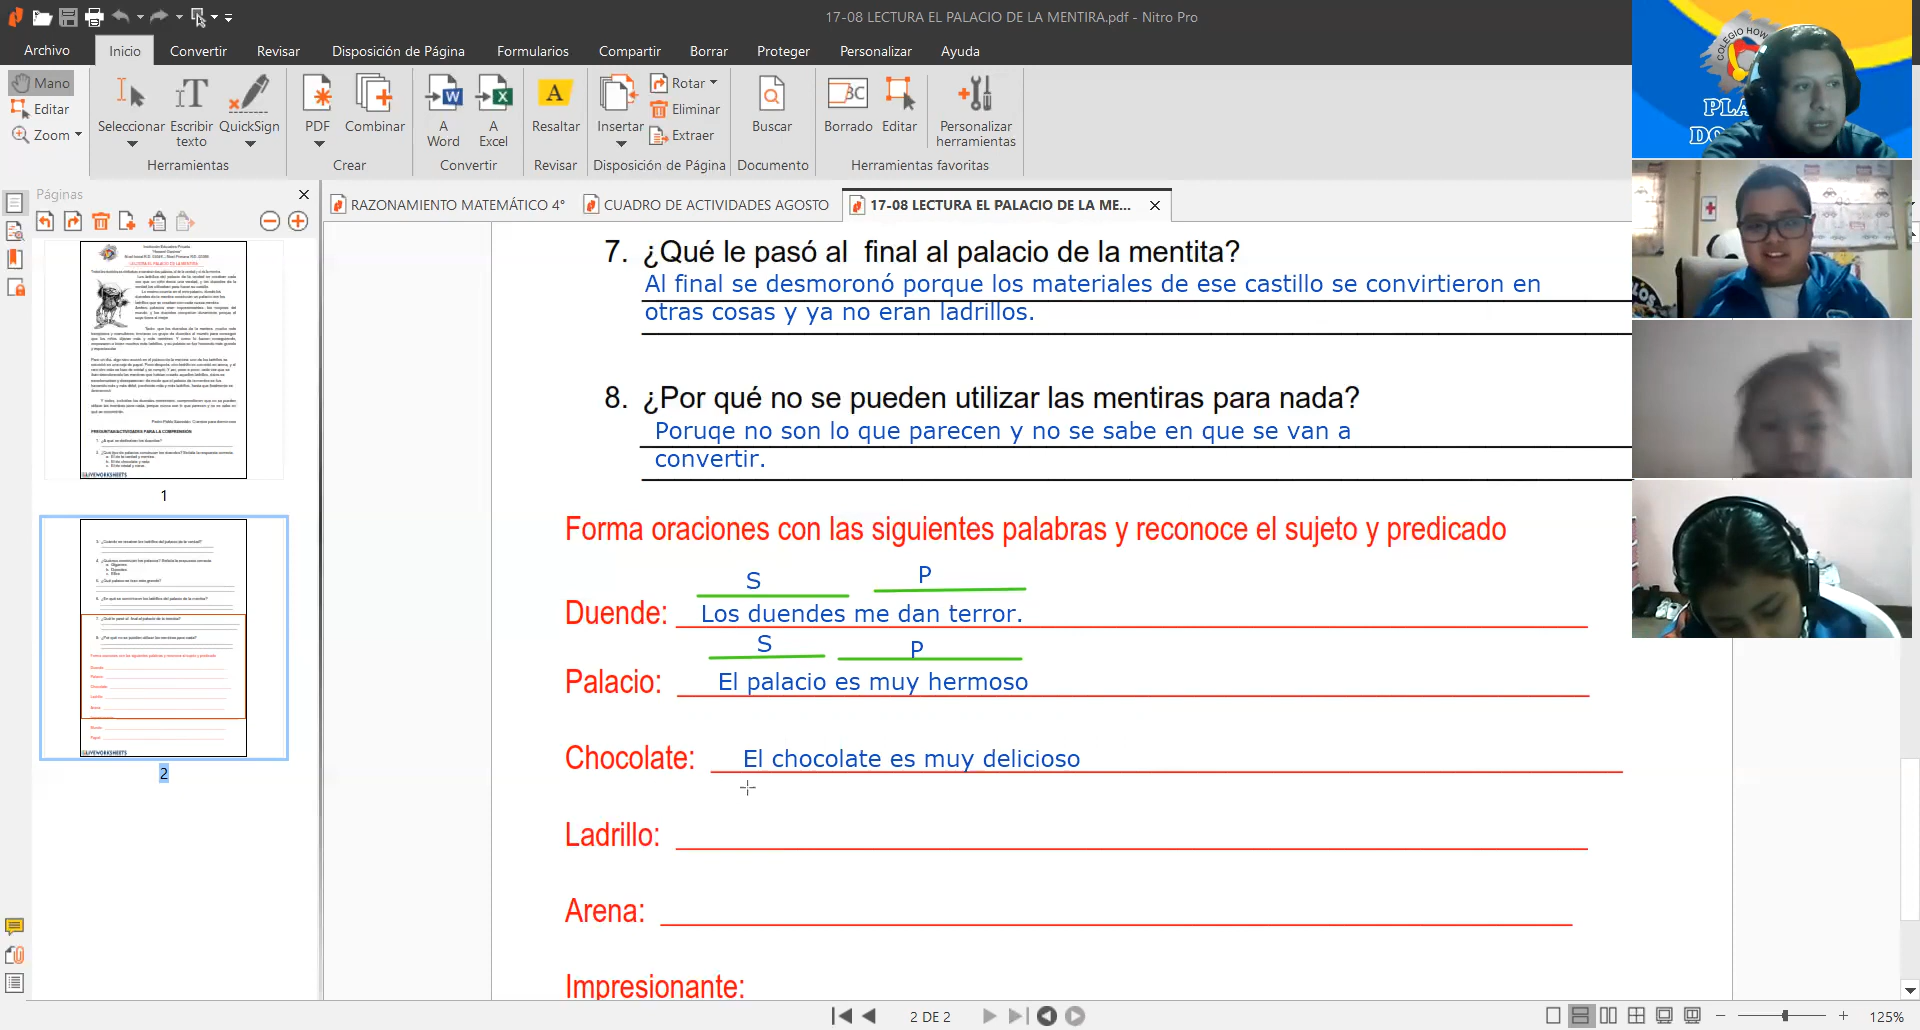 17-08 LECTURA EL PALACIO DE LA MENTIRA.pdf - Nitro Pro
Archivo Inicio Convertir Revisar Disposición de Página Formularios Compartir Borrar Proteger Personalizar Ayuda
Mano
Editar
Zoom
Seleccionar
Escribir texto
QuickSign
Herramientas
PDF
Combinar
Crear
A Word
A Excel
Convertir
Resaltar
Revisar
Insertar
Rotar
Eliminar
Extraer
Disposición de Página
Buscar
Documento
Borrado
Editar
Personalizar herramientas
Herramientas favoritas
Páginas
RAZONAMIENTO MATEMÁTICO 4°
CUADRO DE ACTIVIDADES AGOSTO
17-08 LECTURA EL PALACIO DE LA ME...
1
2
7. ¿Qué le pasó al final al palacio de la mentita?
Al final se desmoronó porque los materiales de ese castillo se convirtieron en
otras cosas y ya no eran ladrillos.
8. ¿Por qué no se pueden utilizar las mentiras para nada?
Poruqe no son lo que parecen y no se sabe en que se van a
convertir.
Forma oraciones con las siguientes palabras y reconoce el sujeto y predicado
S P
Duende: Los duendes me dan terror.
S P
Palacio: El palacio es muy hermoso
Chocolate: El chocolate es muy delicioso
Ladrillo:
Arena:
Impresionante:
2 DE 2
125%